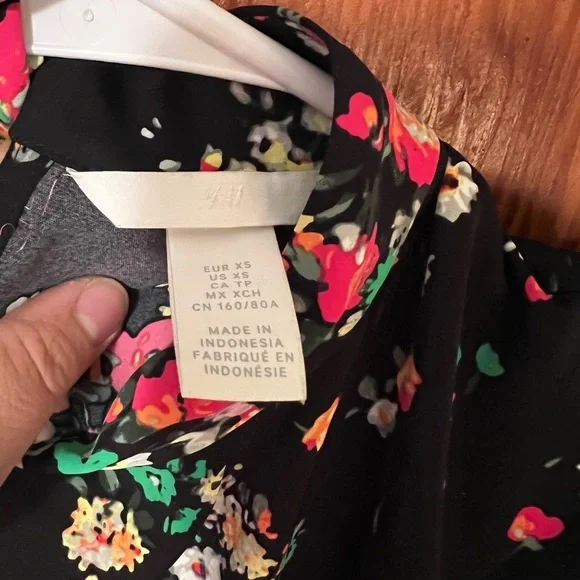 H&M
EUR XS
US XS
CA TP
MX XCH
CN 160/80A
MADE IN
INDONESIA
FABRIQUÉ EN
INDONÉSIE